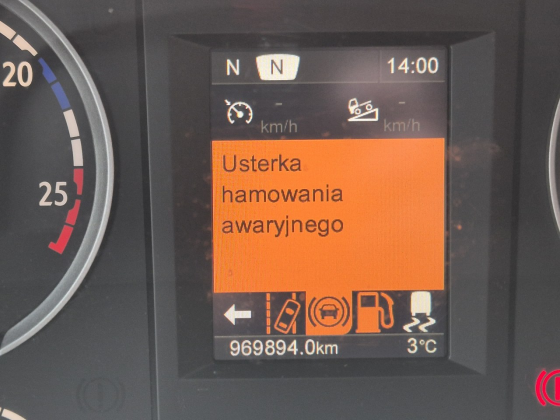 20
25
N N 14:00
- -
km/h km/h
Usterka
hamowania
awaryjnego
969894.0km 3°C